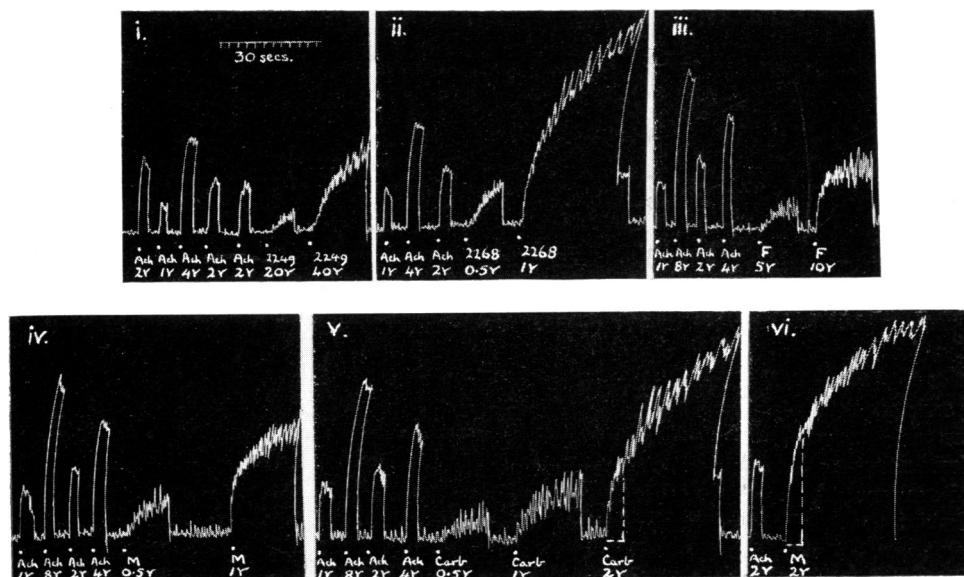 i.
30 secs.
Ach Ach Ach Ach Ach 2249 2249
2γ 1γ 4γ 2γ 2γ 20γ 40γ
ii.
Ach Ach Ach 2268 2268
1γ 4γ 2γ 0.5γ 1γ
iii.
Ach Ach Ach Ach F F
1γ 8γ 2γ 4γ 5γ 10γ
iv.
Ach Ach Ach Ach M M
1γ 8γ 2γ 4γ 0.5γ 1γ
v.
Ach Ach Ach Ach Carb Carb Carb
1γ 8γ 2γ 4γ 0.5γ 1γ 2γ
vi.
Ach M
2γ 2γ